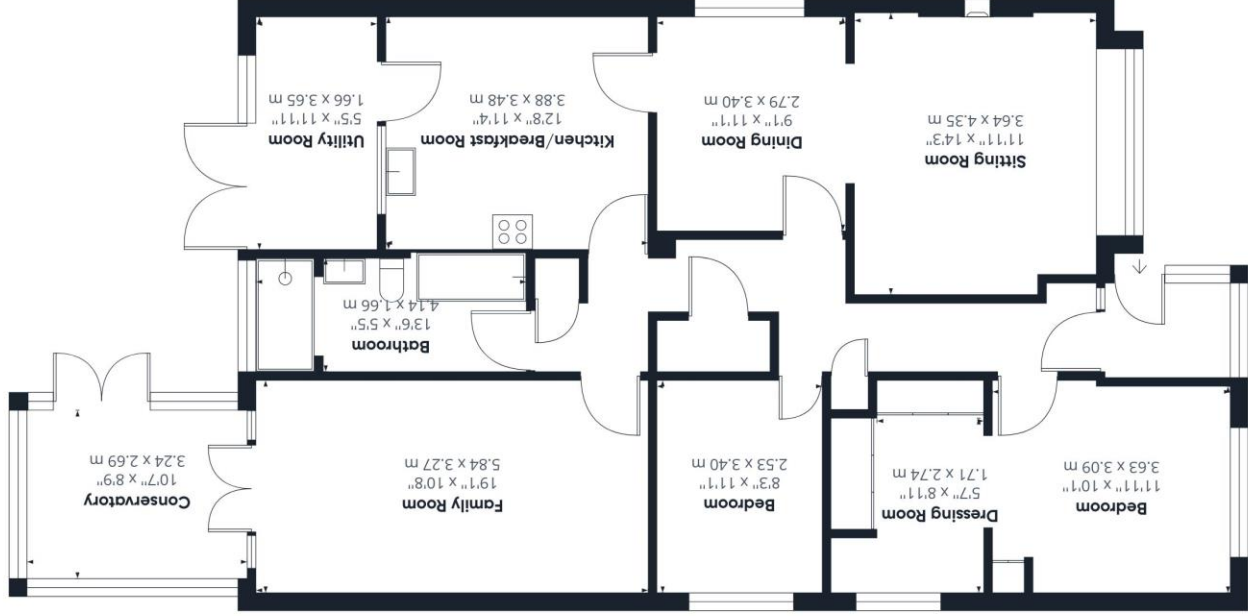 Bedroom
11'11" x 10'1"
3.63 x 3.09 m
Dressing Room
5'7" x 8'11"
1.71 x 2.74 m
Bedroom
8'3" x 11'1"
2.53 x 3.40 m
Family Room
19'1" x 10'8"
5.84 x 3.27 m
Conservatory
10'7" x 8'9"
3.24 x 2.69 m
Bathroom
13'6" x 5'5"
4.14 x 1.66 m
Sitting Room
11'11" x 14'3"
3.64 x 4.35 m
Dining Room
9'1" x 11'1"
2.79 x 3.40 m
Kitchen/Breakfast Room
12'8" x 11'4"
3.88 x 3.48 m
Utility Room
5'5" x 11'11"
1.66 x 3.65 m